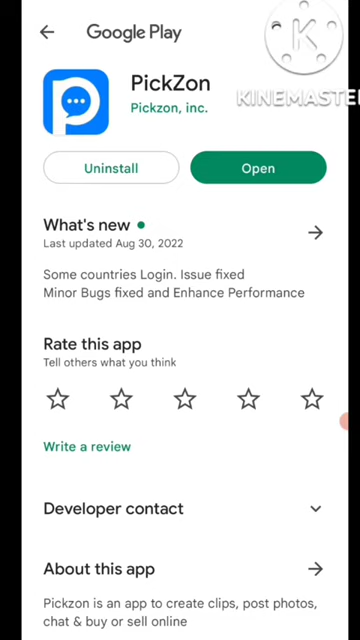 Google Play
K
KINEMASTE
PickZon
Pickzon, inc.
Uninstall
Open
What's new
Last updated Aug 30, 2022
Some countries Login. Issue fixed
Minor Bugs fixed and Enhance Performance
Rate this app
Tell others what you think
Write a review
Developer contact
About this app
Pickzon is an app to create clips, post photos,
chat & buy or sell online